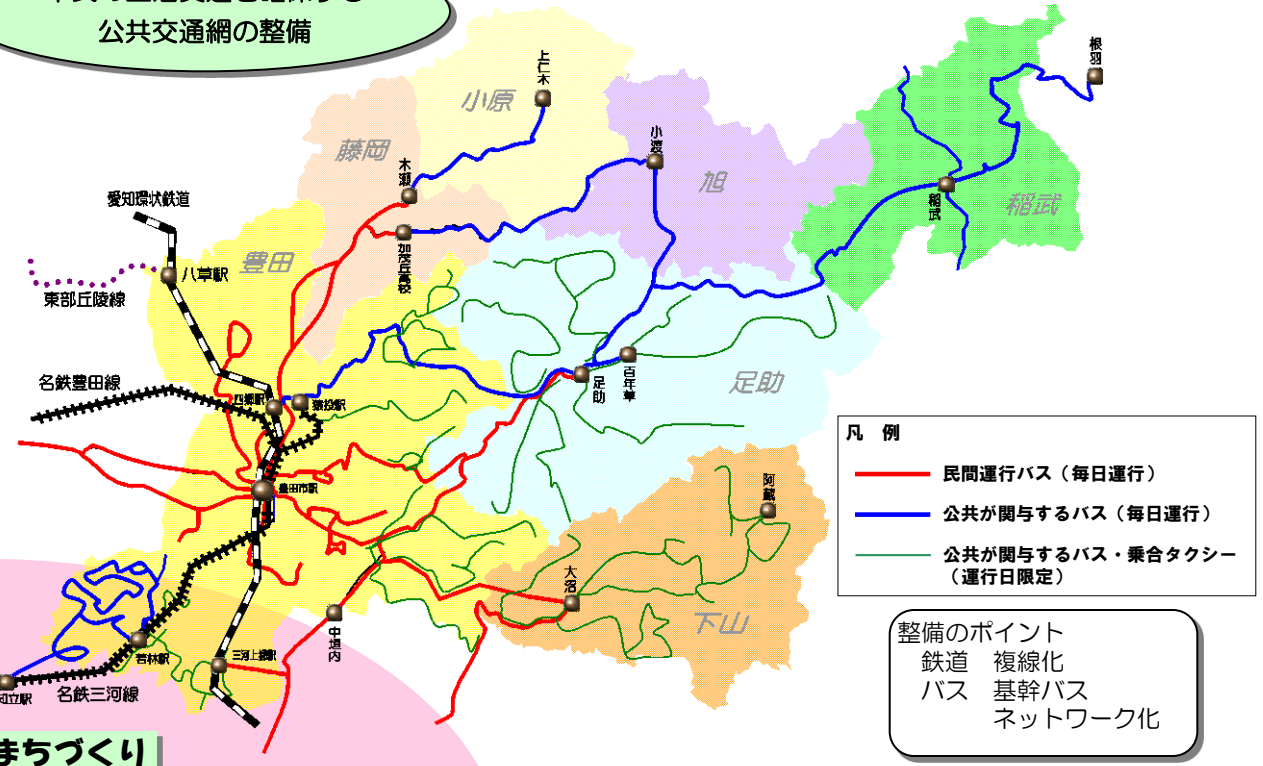 公共交通網の整備
上仁木
根羽
小原
藤岡
小渡
木瀬
旭
稲武
稲武
愛知環状鉄道
加茂丘高校
豊田
八草駅
東部丘陵線
名鉄豊田線
四郷駅
猿投駅
足助
百年草
足助
豊田市駅
阿蔵
大沼
下山
中垣内
若林駅
三河上郷駅
知立駅
名鉄三河線
まちづくり
凡 例
民間運行バス（毎日運行）
公共が関与するバス（毎日運行）
公共が関与するバス・乗合タクシー
（運行日限定）
整備のポイント
鉄道 複線化
バス 基幹バス
ネットワーク化